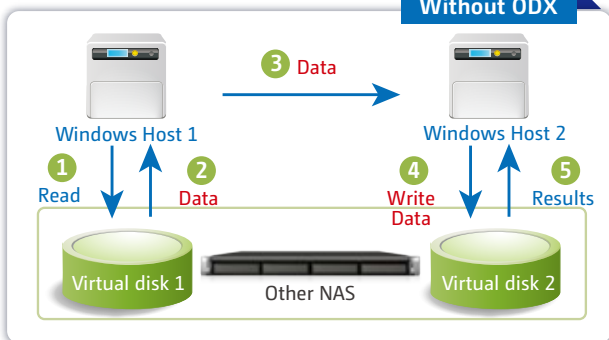 Without ODX
3 Data
Windows Host 1
Windows Host 2
1
Read
2
Data
4
Write
Data
5
Results
Virtual disk 1
Other NAS
Virtual disk 2